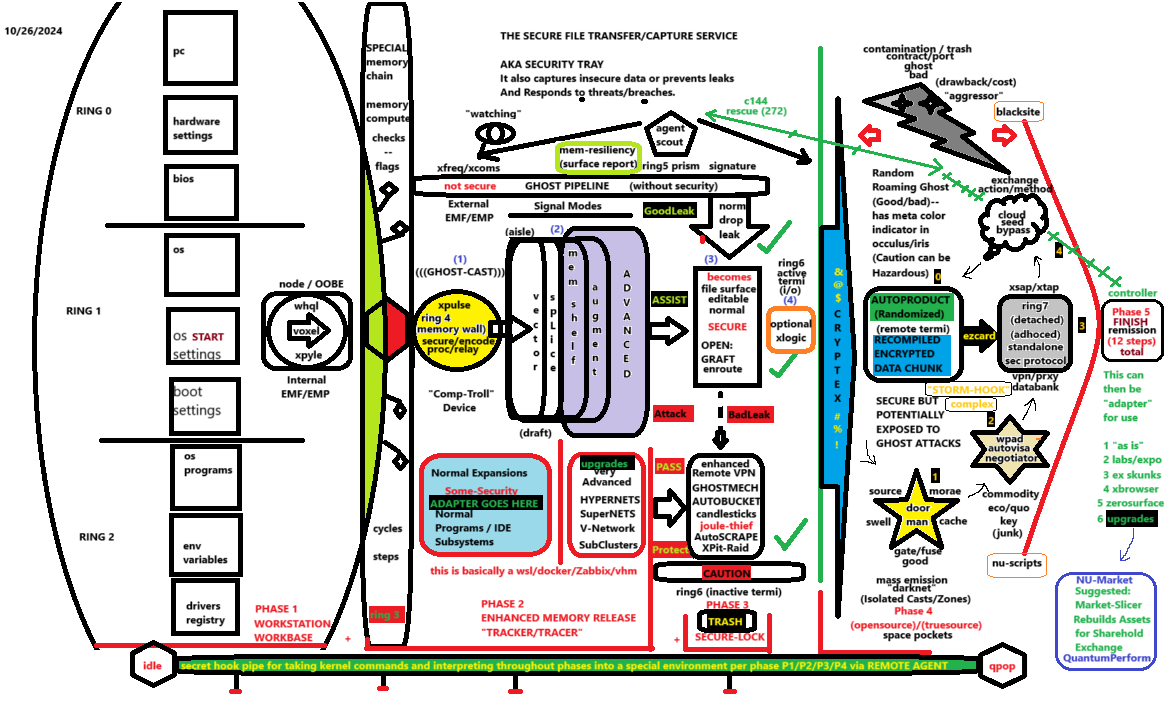 10/26/2024
RING 0
RING 1
RING 2
pc
hardware
settings
bios
os
os START
settings
boot
settings
os
programs
env
variables
drivers
registry
PHASE 1
WORKSTATION
WORKBASE
+
node / OOBE
whql
voxel
xpyle
Internal
EMF/EMP
SPECIAL
memory
chain
memory
compute
checks
--
flags
cycles
steps
ring 3
THE SECURE FILE TRANSFER/CAPTURE SERVICE
AKA SECURITY TRAY
It also captures insecure data or prevents leaks
And Responds to threats/breaches.
"watching"
agent
scout
c144
rescue (272)
mem-resiliency
(surface report)
xfreq/xcoms
ring5 prism
signature
not secure
GHOST PIPELINE
(without security)
External
EMF/EMP
Signal Modes
GoodLeak
norm
drop
leak
(aisle)
(2)
(1)
(((GHOST-CAST)))
xpulse
ring 4
memory wall)
secure/encode
proc/relay
"Comp-Troll"
Device
vector
spLice
mem shelf
augment
ADVANCED
(draft)
ASSIST
Attack
BadLeak
(3)
becomes
file surface
editable
normal
SECURE
OPEN:
GRAFT
enroute
ring6
active
termi
(i/o)
(4)
optional
xlogic
Normal Expansions
Some-Security
ADAPTER GOES HERE
Normal
Programs / IDE
Subsystems
this is basically a wsl/docker/Zabbix/vhm
upgrades
very
Advanced
HYPERNETS
SuperNETS
V-Network
SubClusters
PASS
Protect
enhanced
Remote VPN
GHOSTMECH
AUTOBUCKET
candlesticks
joule-thief
AutoSCRAPE
XPit-Raid
CAUTION
ring6 (inactive termi)
PHASE 2
ENHANCED MEMORY RELEASE
"TRACKER/TRACER"
PHASE 3
TRASH
+
SECURE-LOCK
&@$CRYPTEX#%!
contamination / trash
contract/port
ghost
bad
(drawback/cost)
"aggressor"
blacksite
Random
Roaming Ghost
(Good/bad)--
has meta color
indicator in
occulus/iris
(Caution can be
Hazardous)
0
exchange
action/method
cloud
seed
bypass
4
AUTOPRODUCT
(Randomized)
(remote termi)
RECOMPILED
ENCRYPTED
DATA CHUNK
ezcard
xsap/xtap
ring7
(detached)
(adhoced)
standalone
sec protocol
3
vpn/prxy
databank
"STORM-HOOK"
complex
SECURE BUT
POTENTIALLY
EXPOSED TO
GHOST ATTACKS
2
wpad
autovisa
negotiator
commodity
eco/quo
key
(junk)
1
source
morae
door
man
swell
cache
gate/fuse
good
nu-scripts
mass emission
"darknet"
(Isolated Casts/Zones)
Phase 4
(opensource)/(truesource)
space pockets
controller
Phase 5
FINISH
remission
(12 steps)
total
This can
then be
"adapter"
for use
1 "as is"
2 labs/expo
3 ex skunks
4 xbrowser
5 zerosurface
6 upgrades
NU-Market
Suggested:
Market-Slicer
Rebuilds Assets
for Sharehold
Exchange
QuantumPerform
idle
secret hook pipe for taking kernel commands and interpreting throughout phases into a special environment per phase P1/P2/P3/P4 via REMOTE AGENT
qpop